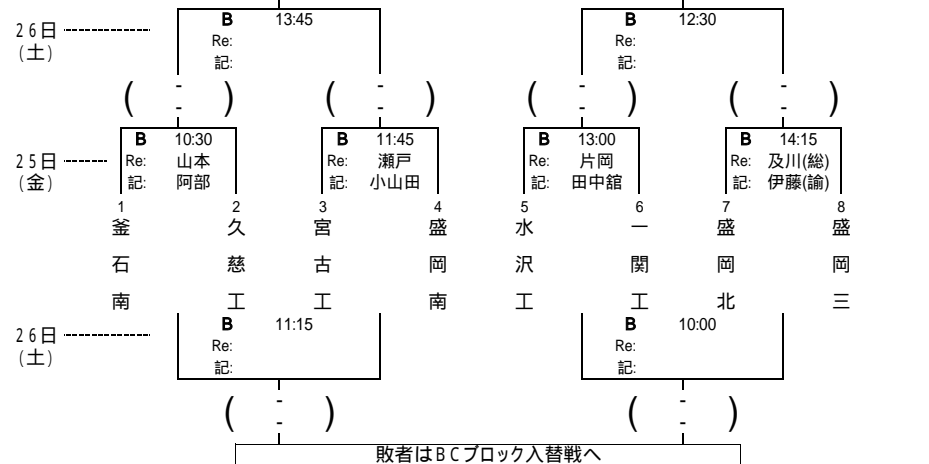 B 13:45 B 12:30
26日 Re: Re:
(土) 記: 記:
( - - ) ( - - ) ( - - ) ( - - )
B 10:30 B 11:45 B 13:00 B 14:15
25日 Re: 山本 Re: 瀬戸 Re: 片岡 Re: 及川(総)
(金) 記: 阿部 記: 小山田 記: 田中舘 記: 伊藤(諭)
1 2 3 4 5 6 7 8
釜石南 久慈工 宮古工 盛岡南 水沢工 一関工 盛岡北 盛岡三
B 11:15 B 10:00
26日 Re: Re:
(土) 記: 記:
( - - ) ( - - )
敗者はBCブロック入替戦へ